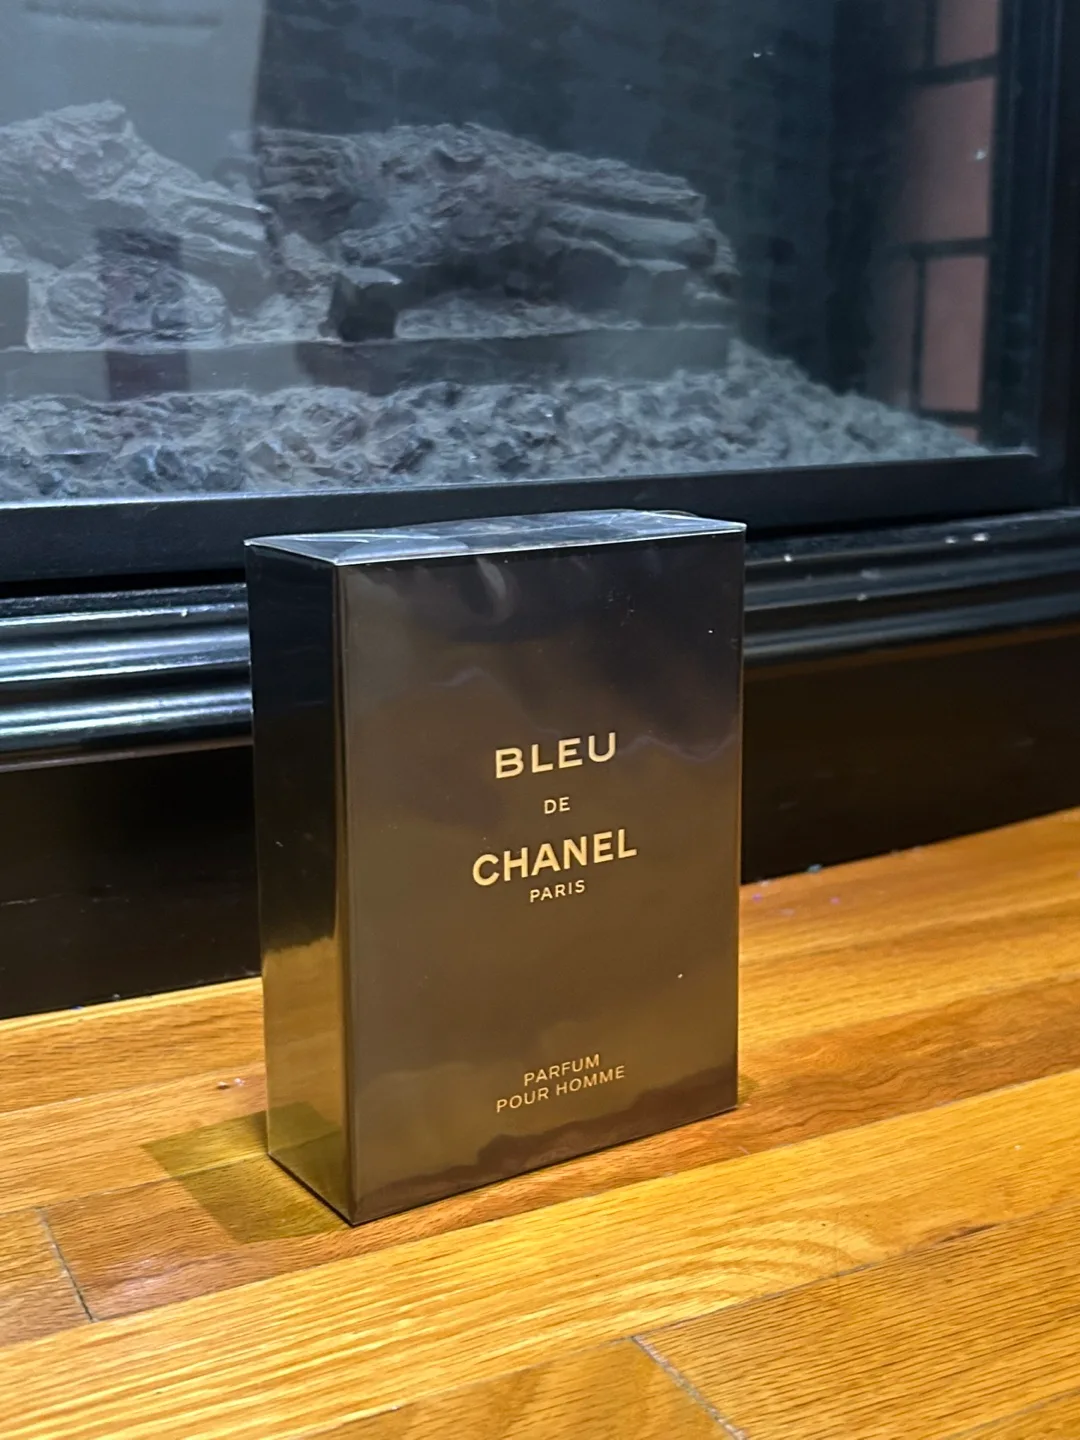 BLEU
DE
CHANEL
PARIS
PARFUM
POUR HOMME